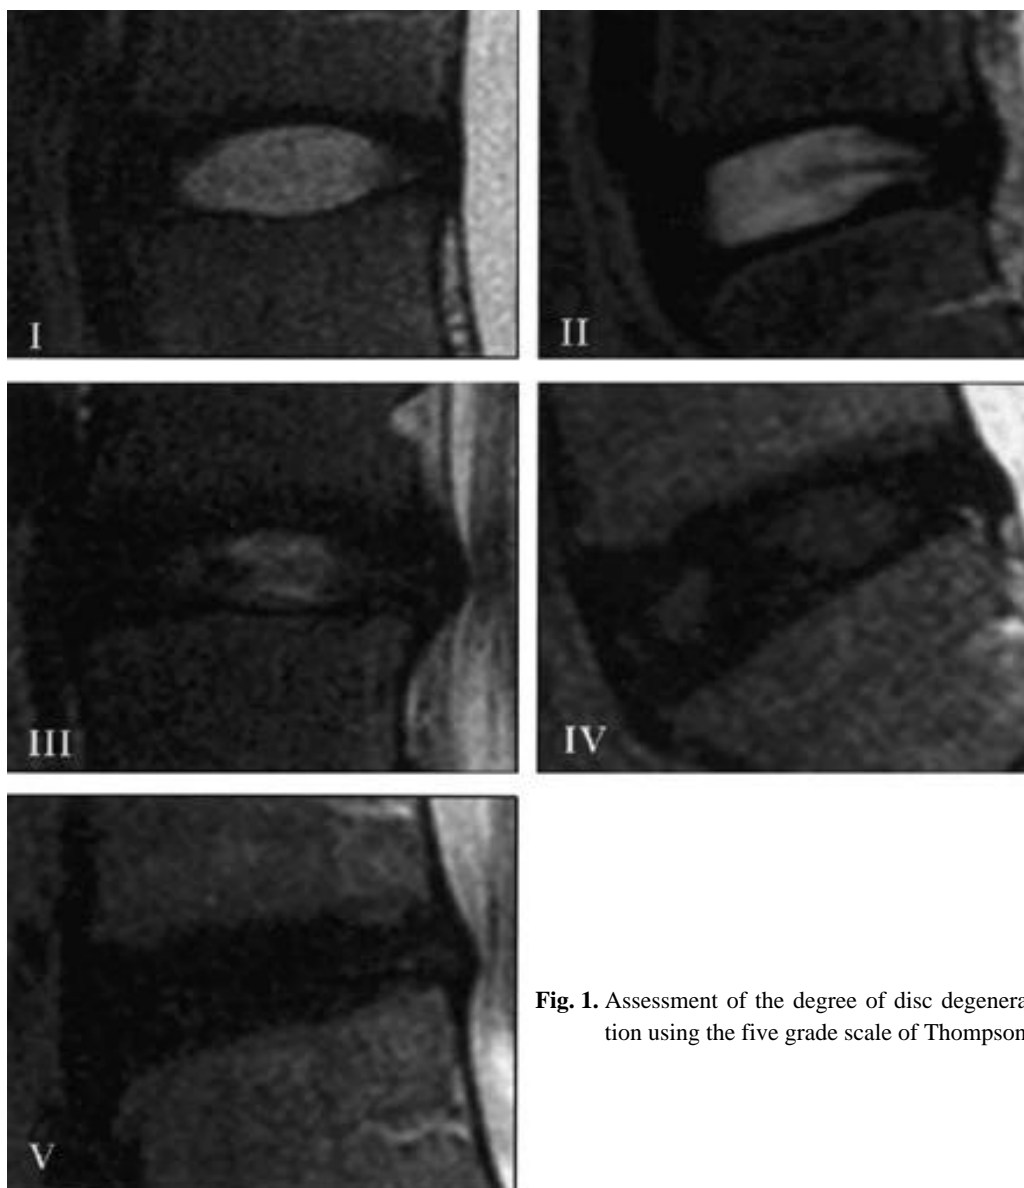 I
II
III
IV
V
Fig. 1. Assessment of the degree of disc degenera
tion using the five grade scale of Thompson